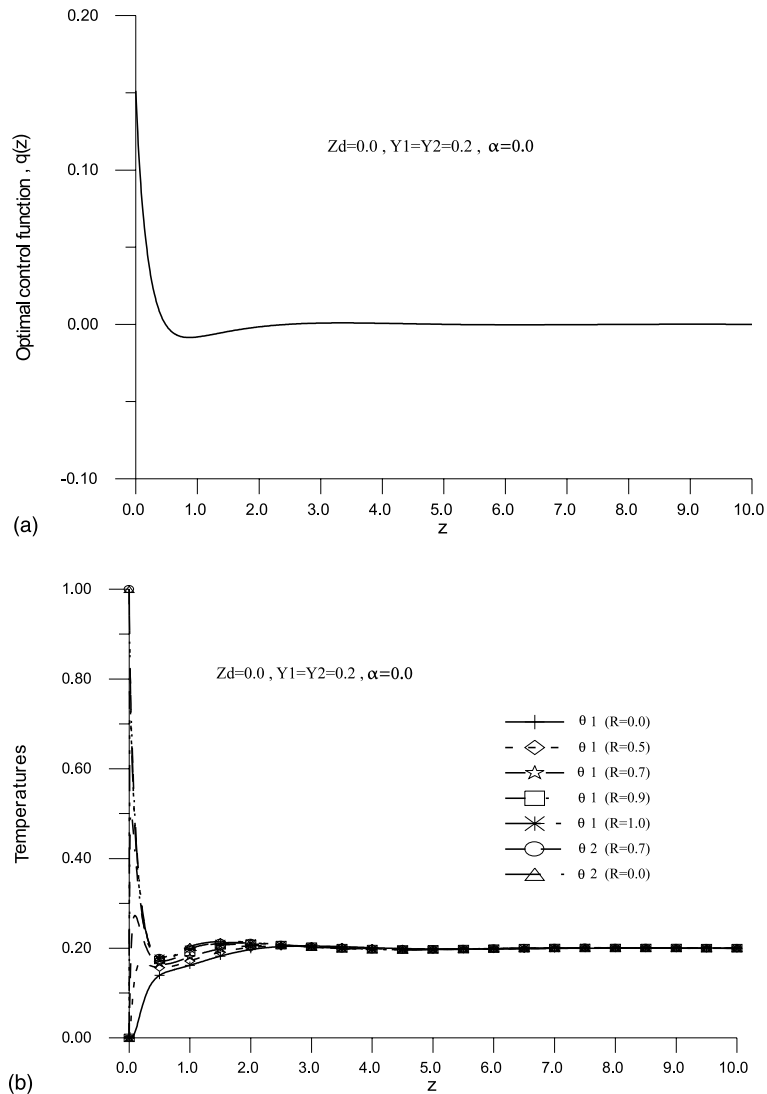 0.20
0.10
0.00
-0.10
Optimal control function , q(z)
Zd=0.0 , Y1=Y2=0.2 , α=0.0
0.0 1.0 2.0 3.0 4.0 5.0 6.0 7.0 8.0 9.0 10.0
z
(a)
1.00
0.80
0.60
0.40
0.20
0.00
Temperatures
Zd=0.0 , Y1=Y2=0.2 , α=0.0
θ 1 (R=0.0)
θ 1 (R=0.5)
θ 1 (R=0.7)
θ 1 (R=0.9)
θ 1 (R=1.0)
θ 2 (R=0.7)
θ 2 (R=0.0)
0.0 1.0 2.0 3.0 4.0 5.0 6.0 7.0 8.0 9.0 10.0
z
(b)